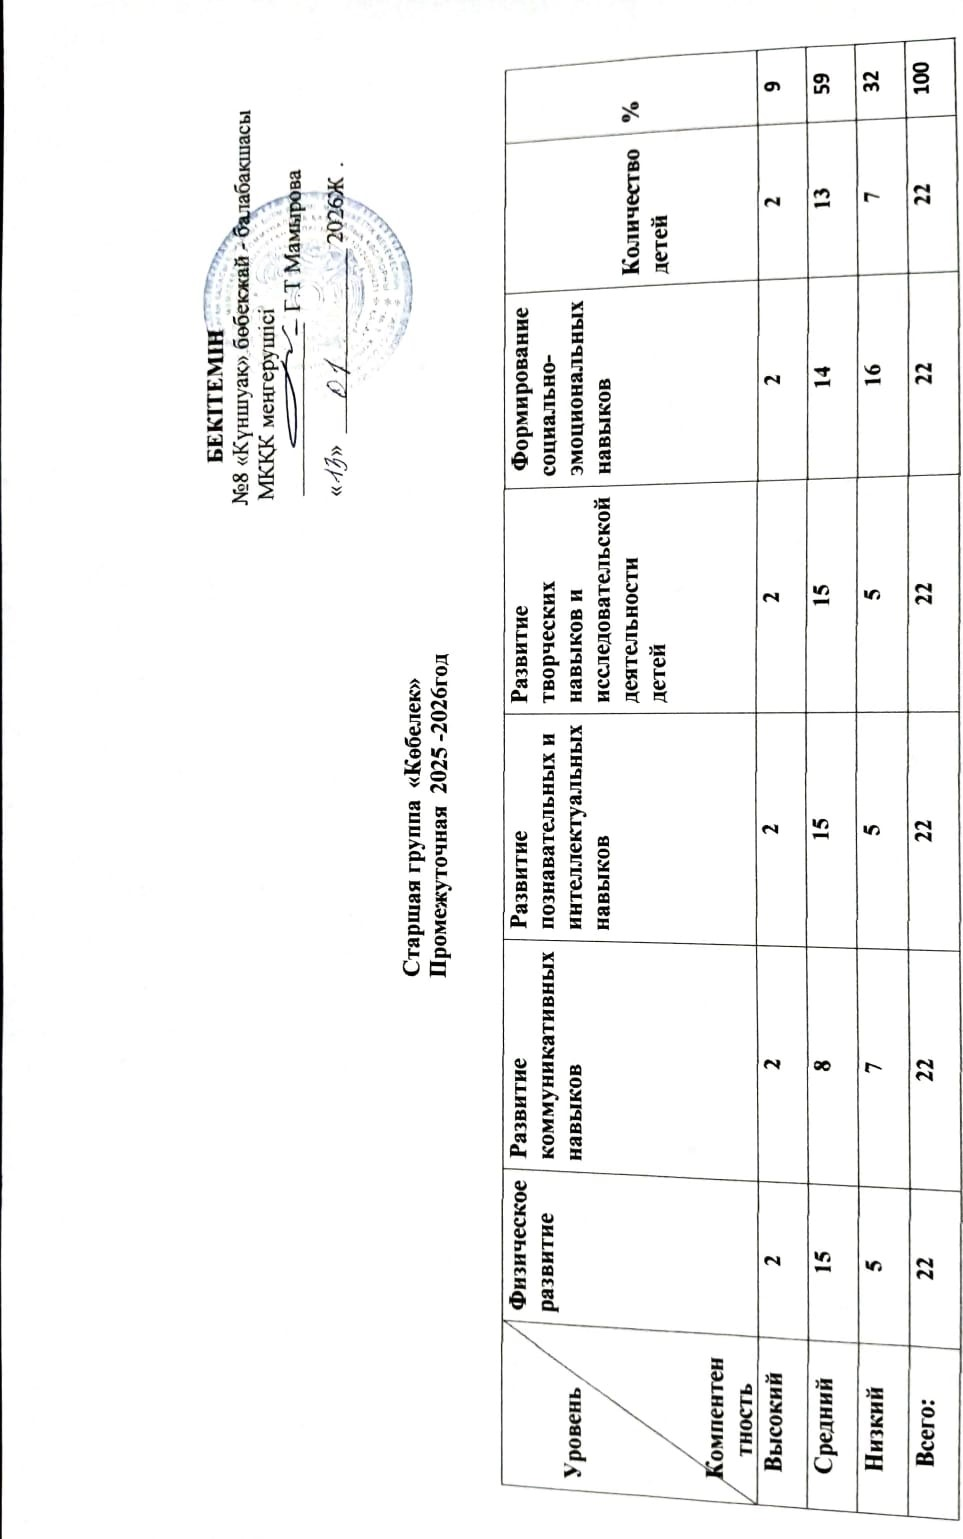 БЕКІТЕМІН
№8 «Күншуақ» бөбекжай - балабакшасы
МКҚК меңгерушісі
Г.Т Мамырова
«13» 01 2026Ж .
Старшая группа «Көбелек»
Промежуточная 2025 -2026год
Уровень
Компентен
тность
Физическое
развитие
Развитие
коммуникативных
навыков
Развитие
познавательных и
интеллектуальных
навыков
Развитие
творческих
навыков и
исследовательской
деятельности
детей
Формирование
социально-
эмоциональных
навыков
Количество
детей
%
Высокий 2 2 2 2 2 2 9
Средний 15 8 15 15 14 13 59
Низкий 5 7 5 5 16 7 32
Всего: 22 22 22 22 22 22 100